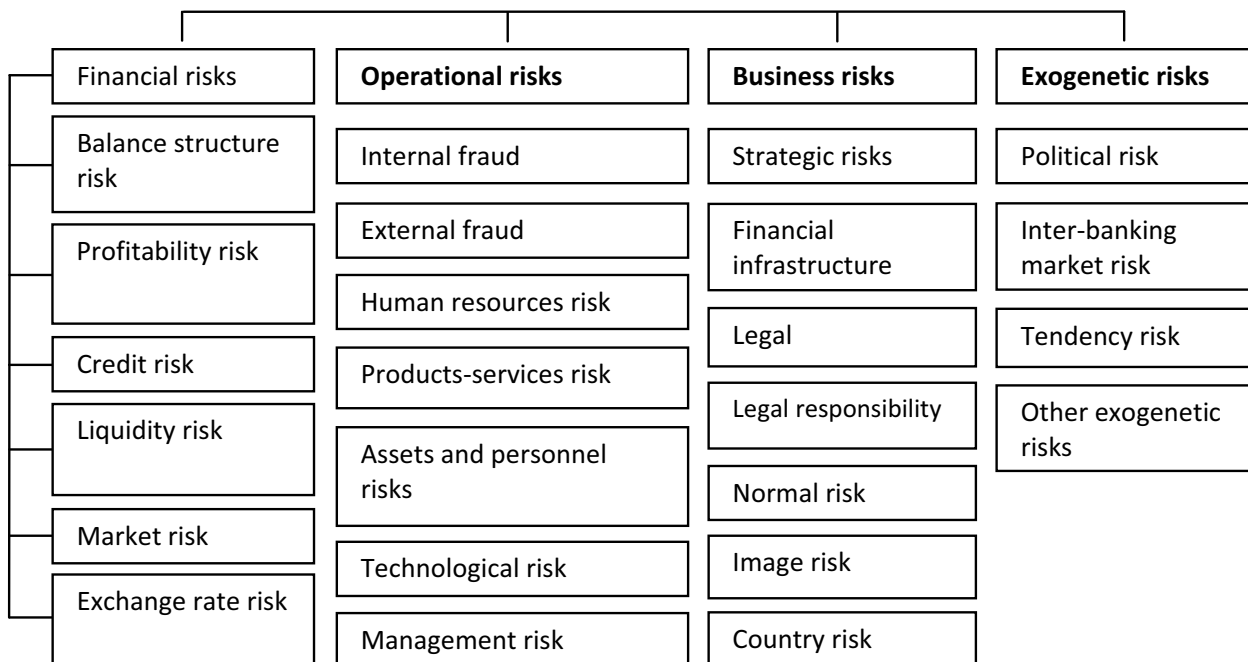 Financial risks
Balance structure
risk
Profitability risk
Credit risk
Liquidity risk
Market risk
Exchange rate risk
Operational risks
Internal fraud
External fraud
Human resources risk
Products-services risk
Assets and personnel
risks
Technological risk
Management risk
Business risks
Strategic risks
Financial
infrastructure
Legal
Legal responsibility
Normal risk
Image risk
Country risk
Exogenetic risks
Political risk
Inter-banking
market risk
Tendency risk
Other exogenetic
risks